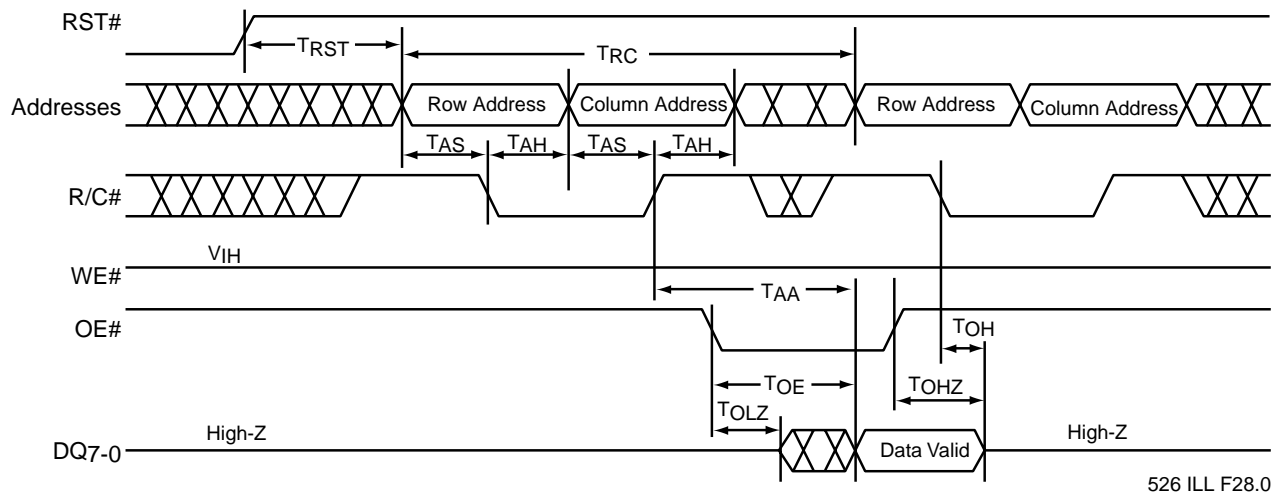 RST#
TRST
TRC
Addresses
Row Address
Column Address
Row Address
Column Address
TAS
TAH
TAS
TAH
R/C#
VIH
WE#
TAA
OE#
TOH
TOE
TOHZ
TOLZ
High-Z
High-Z
DQ7-0
Data Valid
526 ILL F28.0